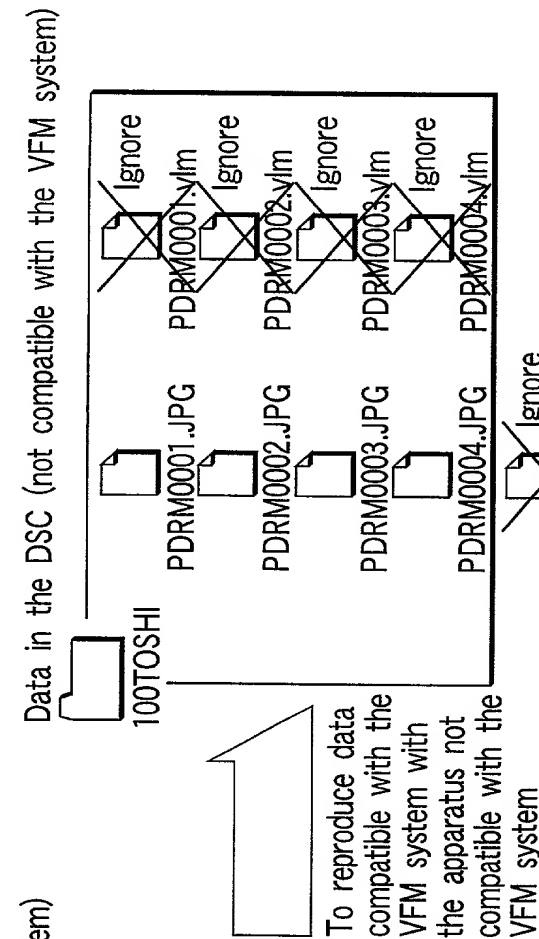 em)
Data in the DSC (not compatible with the VFM system)
100TOSHI
PDRM0001.JPG
PDRM0002.JPG
PDRM0003.JPG
PDRM0004.JPG
Ignore
PDRM0001.vlm
Ignore
PDRM0002.vlm
Ignore
PDRM0003.vlm
Ignore
PDRM0004.vlm
Ignore
To reproduce data
compatible with the
VFM system with
the apparatus not
compatible with the
VFM system